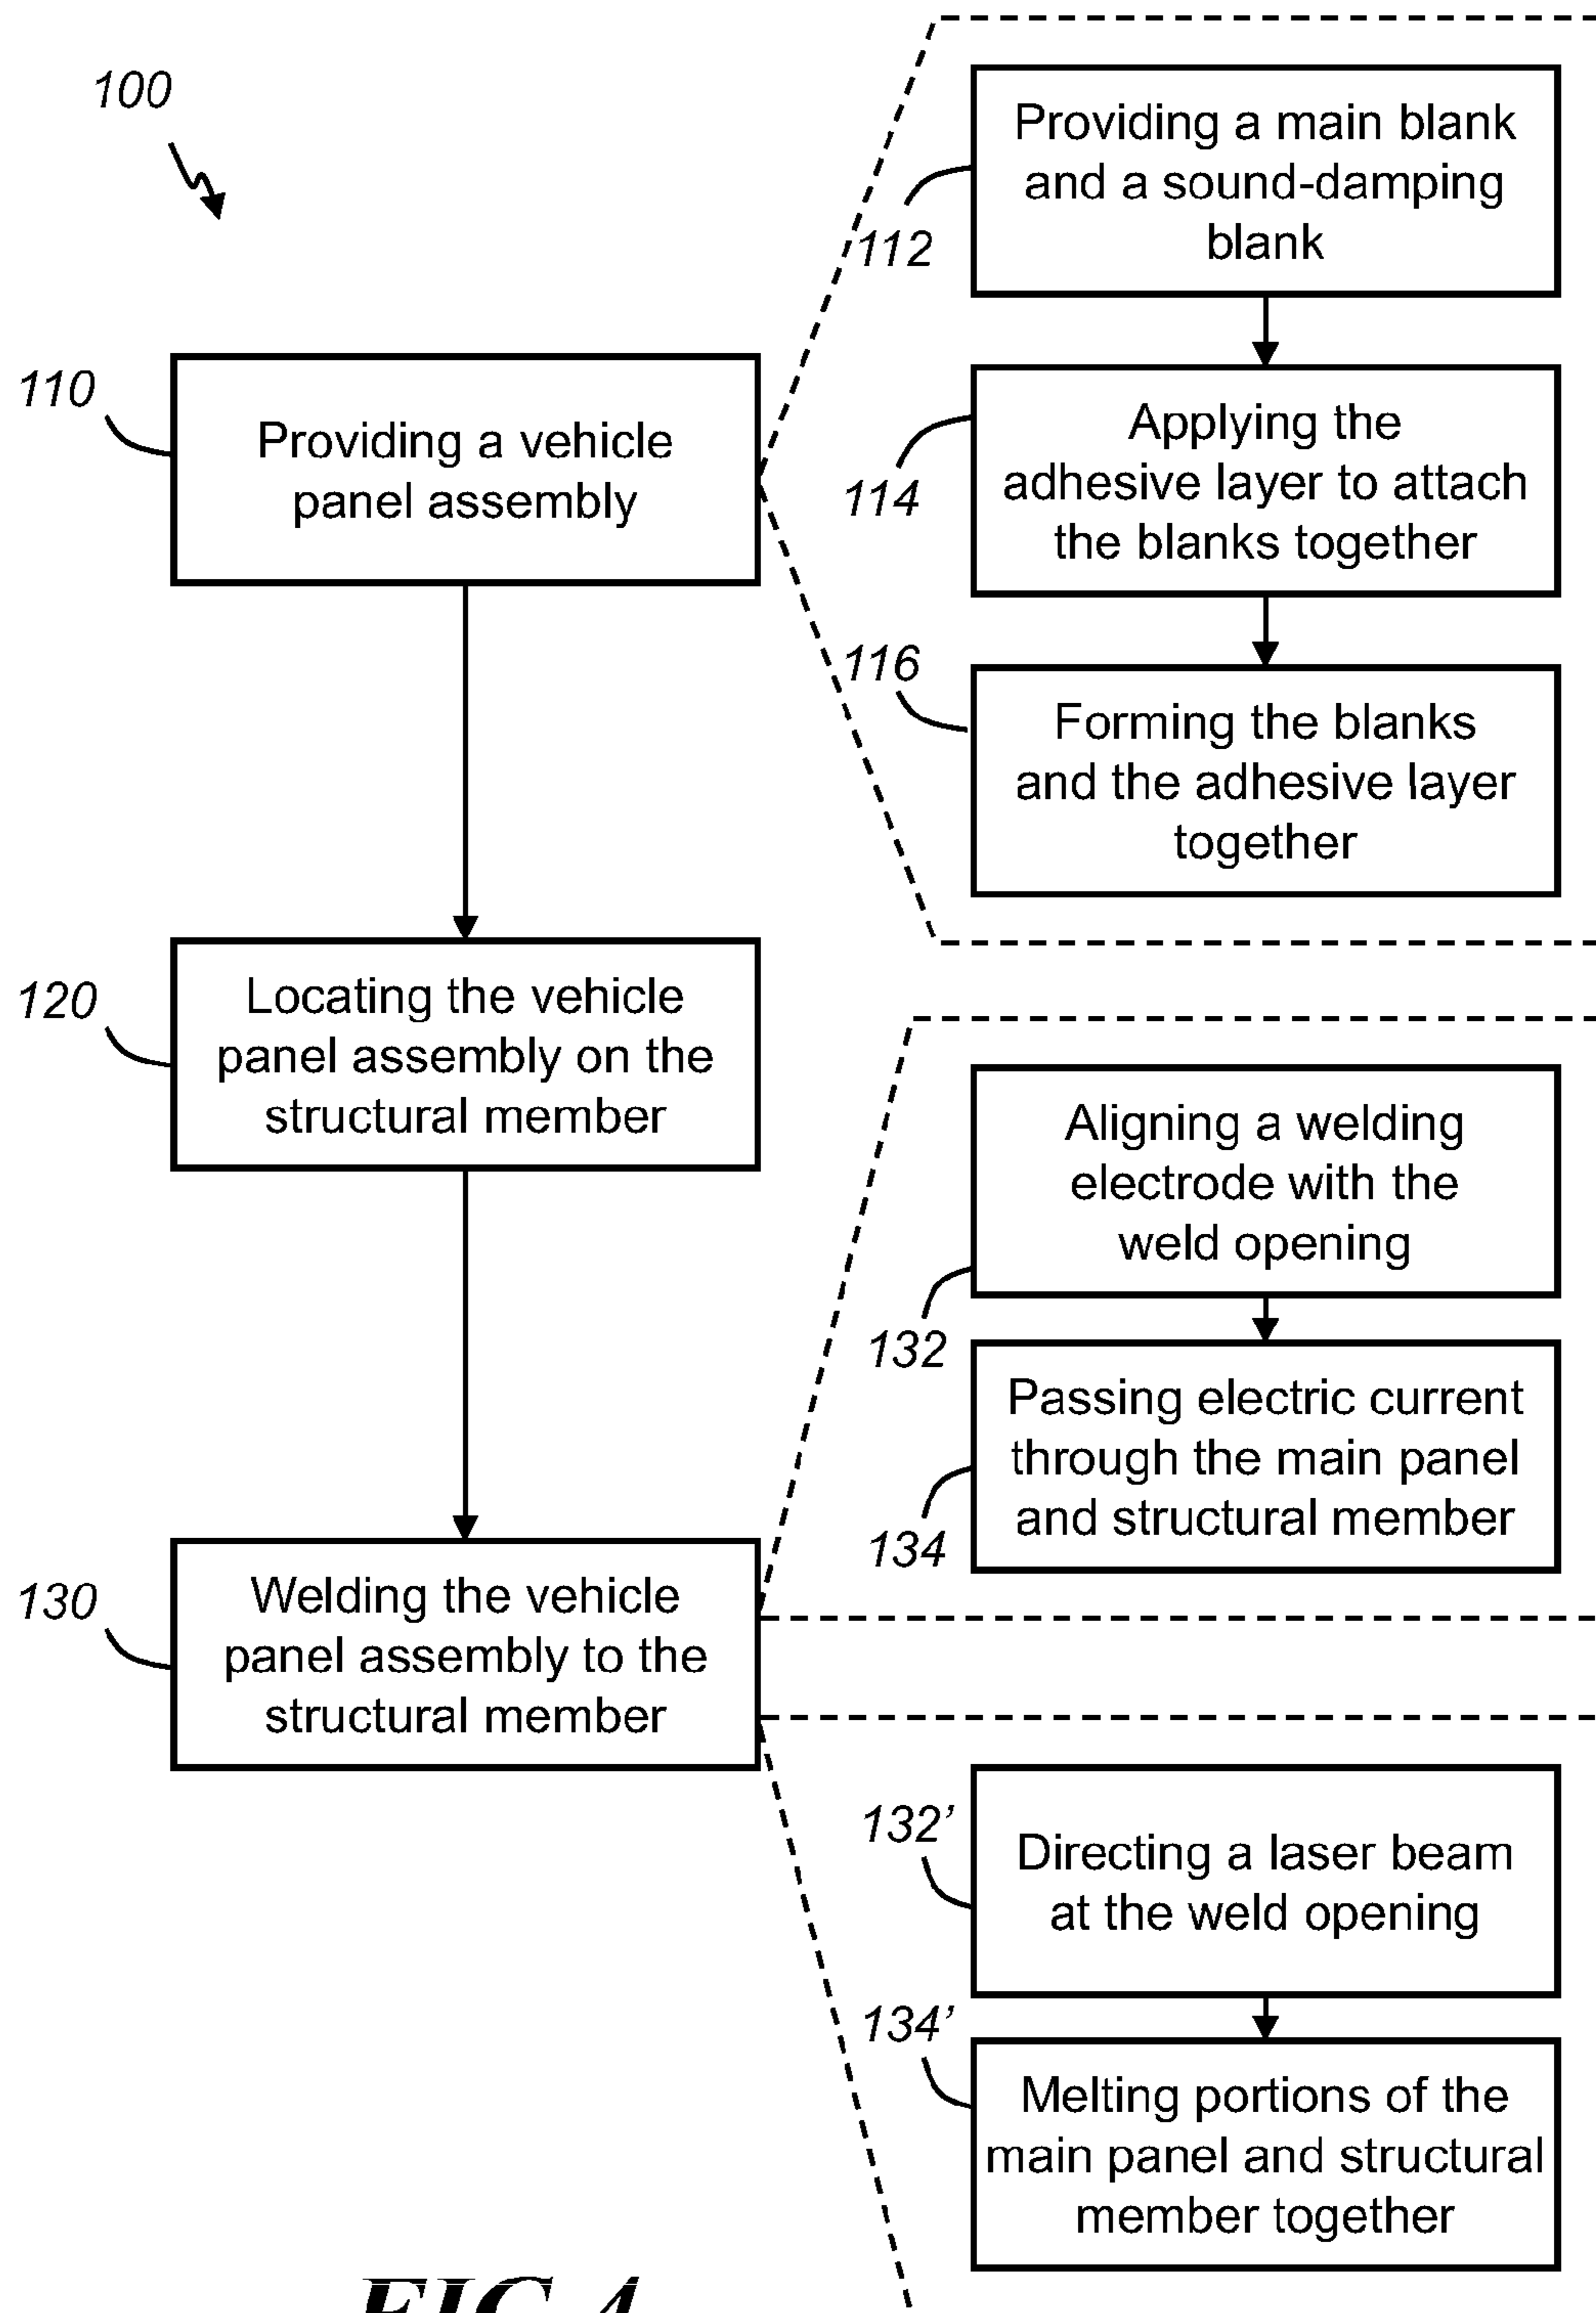 100
110
Providing a vehicle
panel assembly
112
Providing a main blank
and a sound-damping
blank
114
Applying the
adhesive layer to attach
the blanks together
116
Forming the blanks
and the adhesive layer
together
120
Locating the vehicle
panel assembly on the
structural member
130
Welding the vehicle
panel assembly to the
structural member
132
Aligning a welding
electrode with the
weld opening
134
Passing electric current
through the main panel
and structural member
132’
Directing a laser beam
at the weld opening
134’
Melting portions of the
main panel and structural
member together
FIG 4